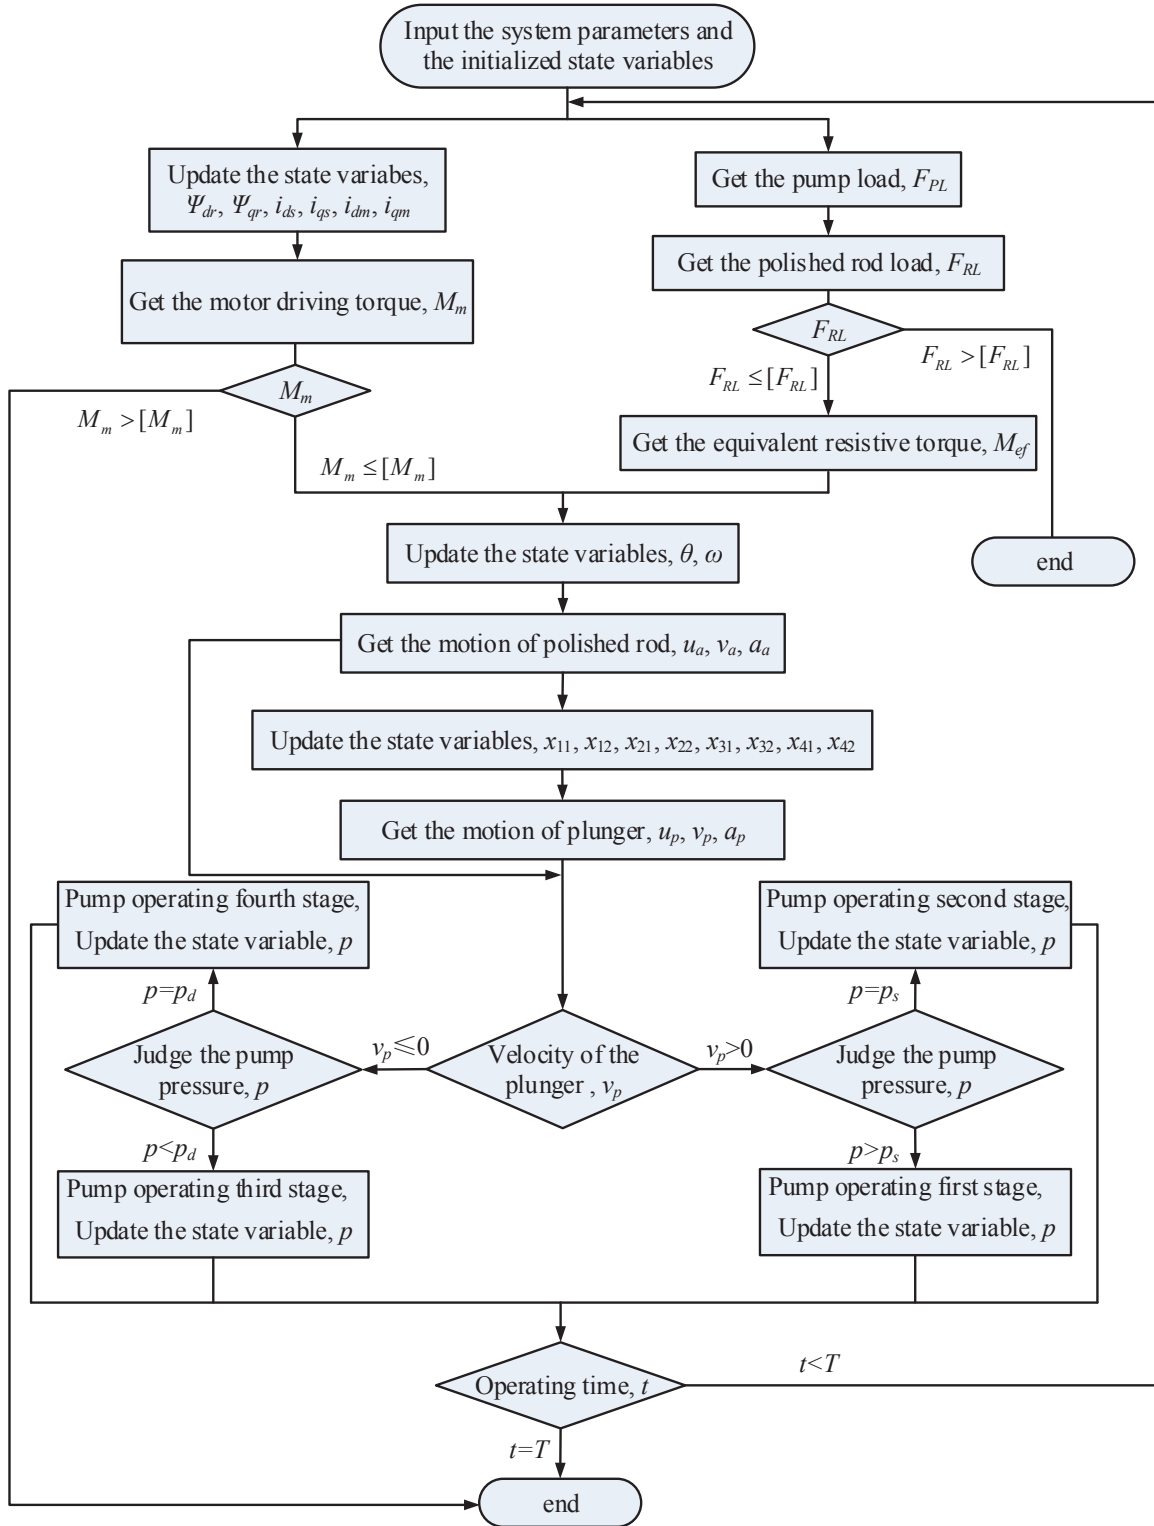 Input the system parameters and
the initialized state variables
Update the state variabes,
Ψdr, Ψqr, ids, iqs, idm, iqm
Get the pump load, FPL
Get the polished rod load, FRL
Get the motor driving torque, Mm
FRL
FRL > [FRL]
FRL ≤ [FRL]
Mm
Mm > [Mm]
Get the equivalent resistive torque, Mef
Mm ≤ [Mm]
Update the state variables, θ, ω
end
Get the motion of polished rod, ua, va, aa
Update the state variables, x11, x12, x21, x22, x31, x32, x41, x42
Get the motion of plunger, up, vp, ap
Pump operating fourth stage,
Update the state variable, p
Pump operating second stage,
Update the state variable, p
p=pd
p=ps
Judge the pump
pressure, p
vp≤0
Velocity of the
plunger , vp
vp>0
Judge the pump
pressure, p
p<pd
p>ps
Pump operating third stage,
Update the state variable, p
Pump operating first stage,
Update the state variable, p
Operating time, t
t<T
t=T
end